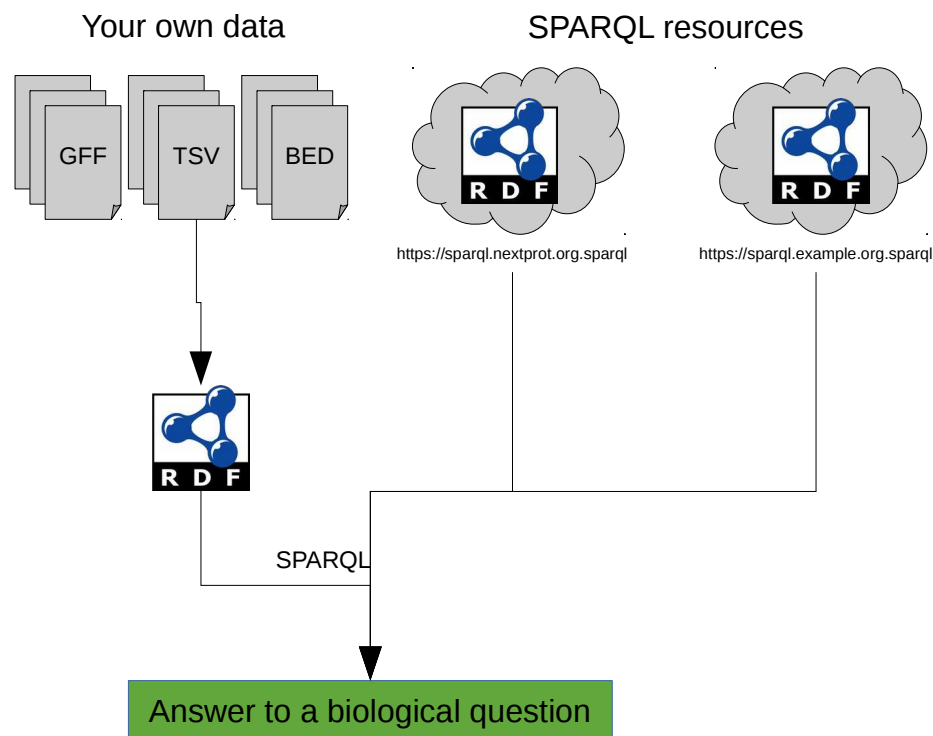 Your own data
SPARQL resources
GFF
TSV
BED
RDF
RDF
https://sparql.nextprot.org.sparql
https://sparql.example.org.sparql
RDF
SPARQL
Answer to a biological question